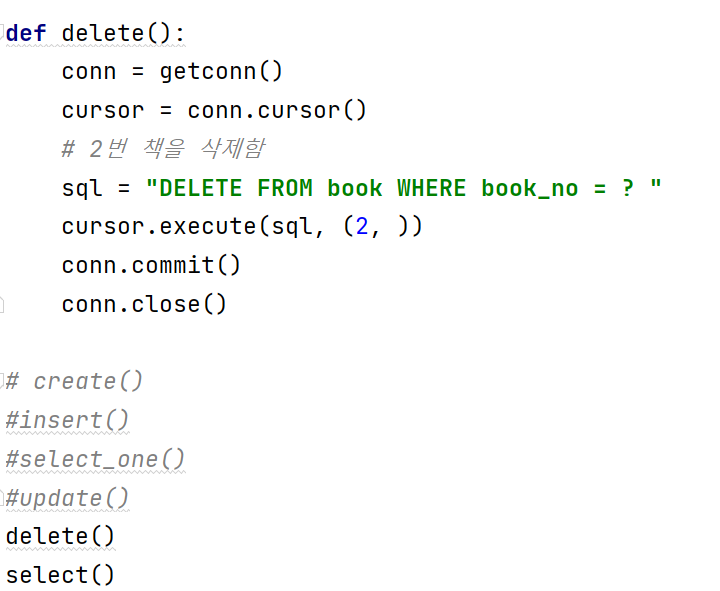 def delete():
    conn = getconn()
    cursor = conn.cursor()
    # 2번 책을 삭제함
    sql = "DELETE FROM book WHERE book_no = ? "
    cursor.execute(sql, (2, ))
    conn.commit()
    conn.close()

# create()
#insert()
#select_one()
#update()
delete()
select()